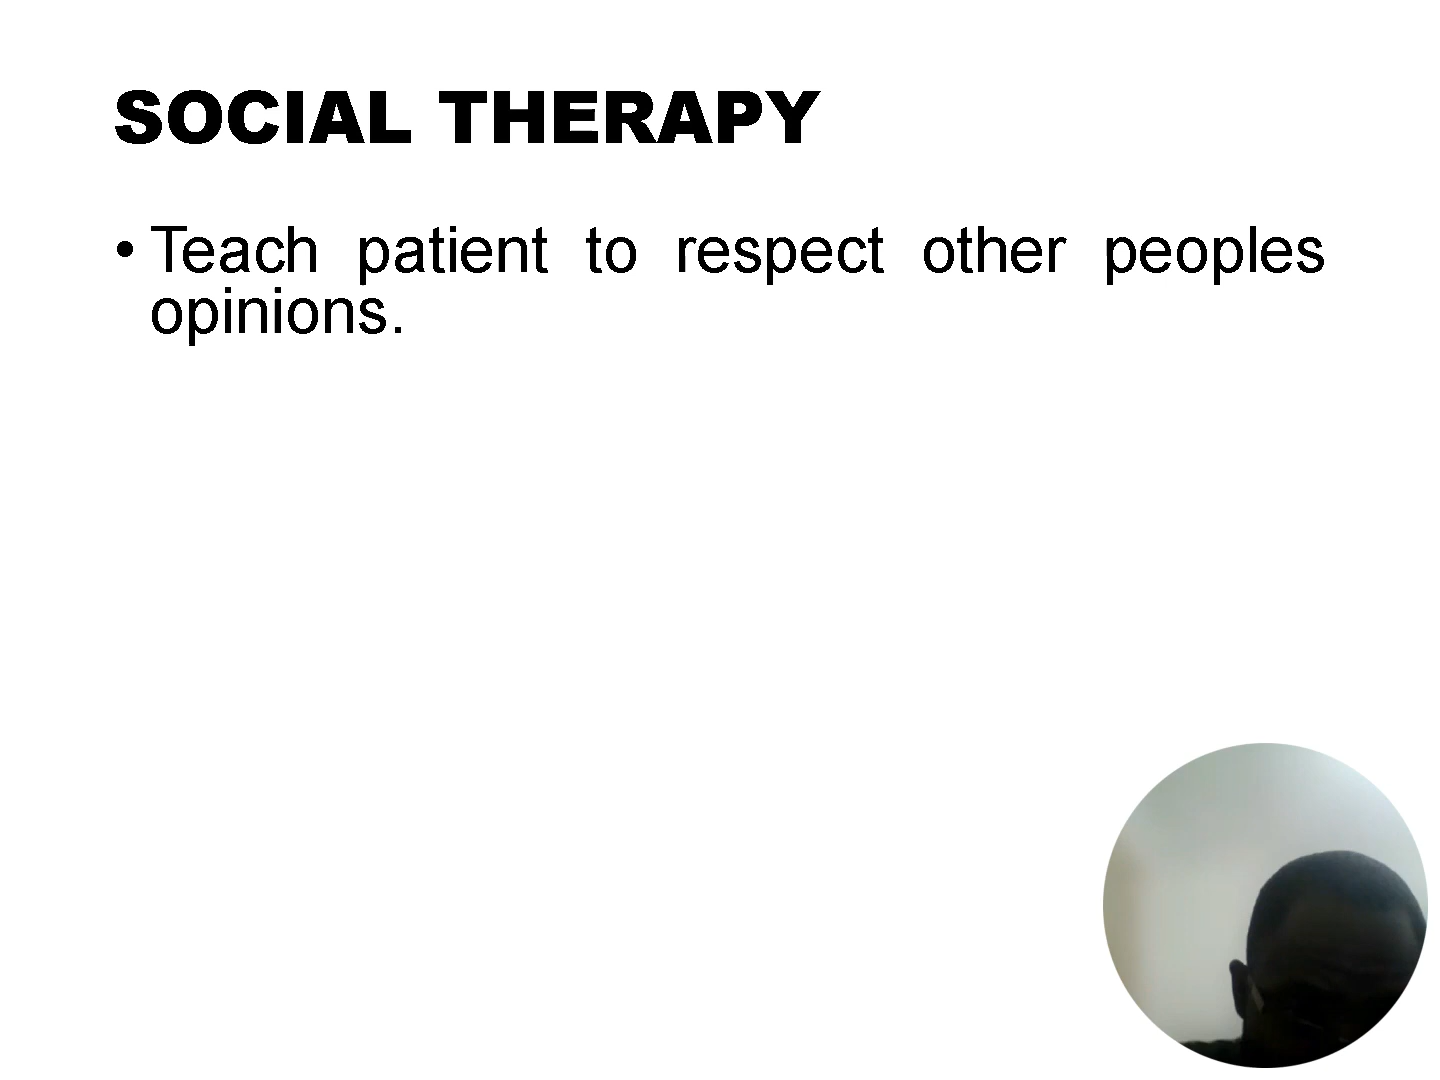 SOCIAL THERAPY
• Teach patient to respect other peoples
opinions.